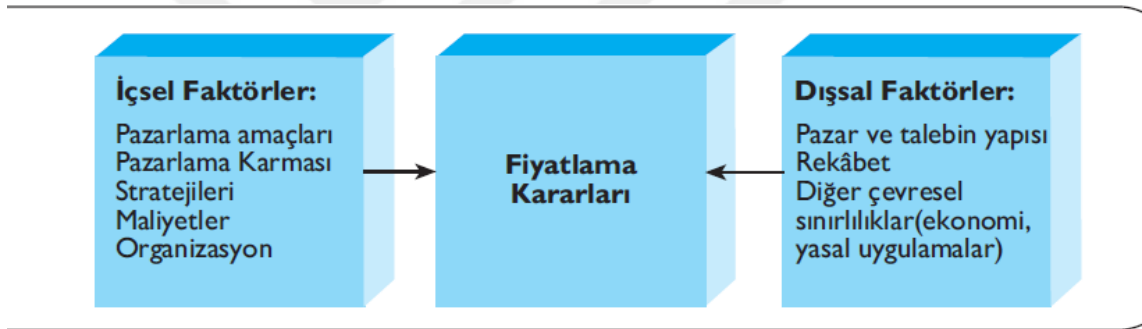 İçsel Faktörler:
Pazarlama amaçları
Pazarlama Karması
Stratejileri
Maliyetler
Organizasyon
Fiyatlama
Kararları
Dışsal Faktörler:
Pazar ve talebin yapısı
Rekâbet
Diğer çevresel
sınırlılıklar(ekonomi,
yasal uygulamalar)